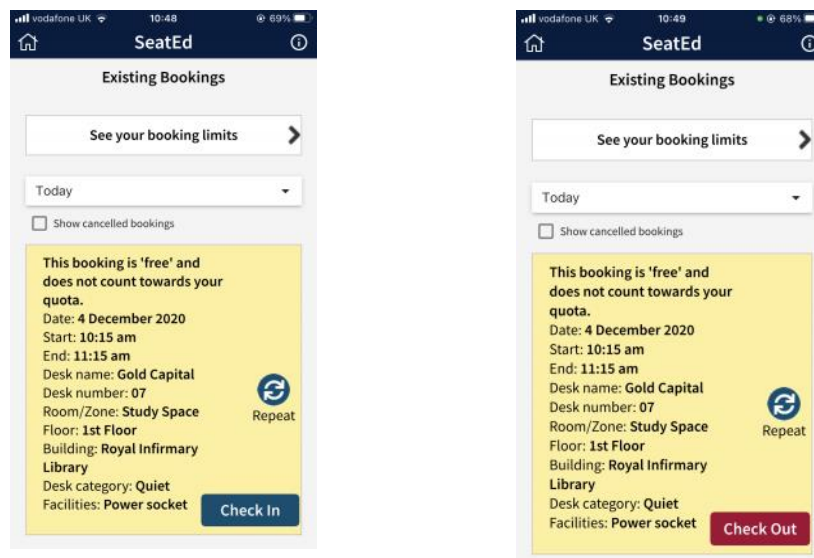 vodafone UK 10:48 69%
SeatEd
Existing Bookings
See your booking limits
Today
Show cancelled bookings
This booking is 'free' and
does not count towards your
quota.
Date: 4 December 2020
Start: 10:15 am
End: 11:15 am
Desk name: Gold Capital
Desk number: 07
Room/Zone: Study Space
Floor: 1st Floor
Building: Royal Infirmary
Library
Desk category: Quiet
Facilities: Power socket
Repeat
Check In
vodafone UK 10:49 68%
SeatEd
Existing Bookings
See your booking limits
Today
Show cancelled bookings
This booking is 'free' and
does not count towards your
quota.
Date: 4 December 2020
Start: 10:15 am
End: 11:15 am
Desk name: Gold Capital
Desk number: 07
Room/Zone: Study Space
Floor: 1st Floor
Building: Royal Infirmary
Library
Desk category: Quiet
Facilities: Power socket
Repeat
Check Out